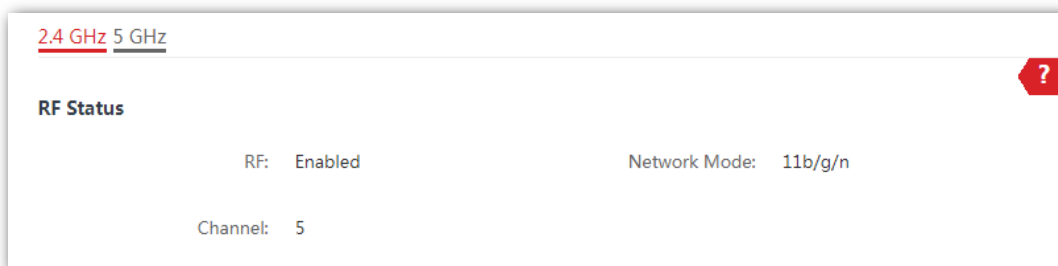 2.4 GHz 5 GHz
?
RF Status
RF: Enabled Network Mode: 11b/g/n
Channel: 5